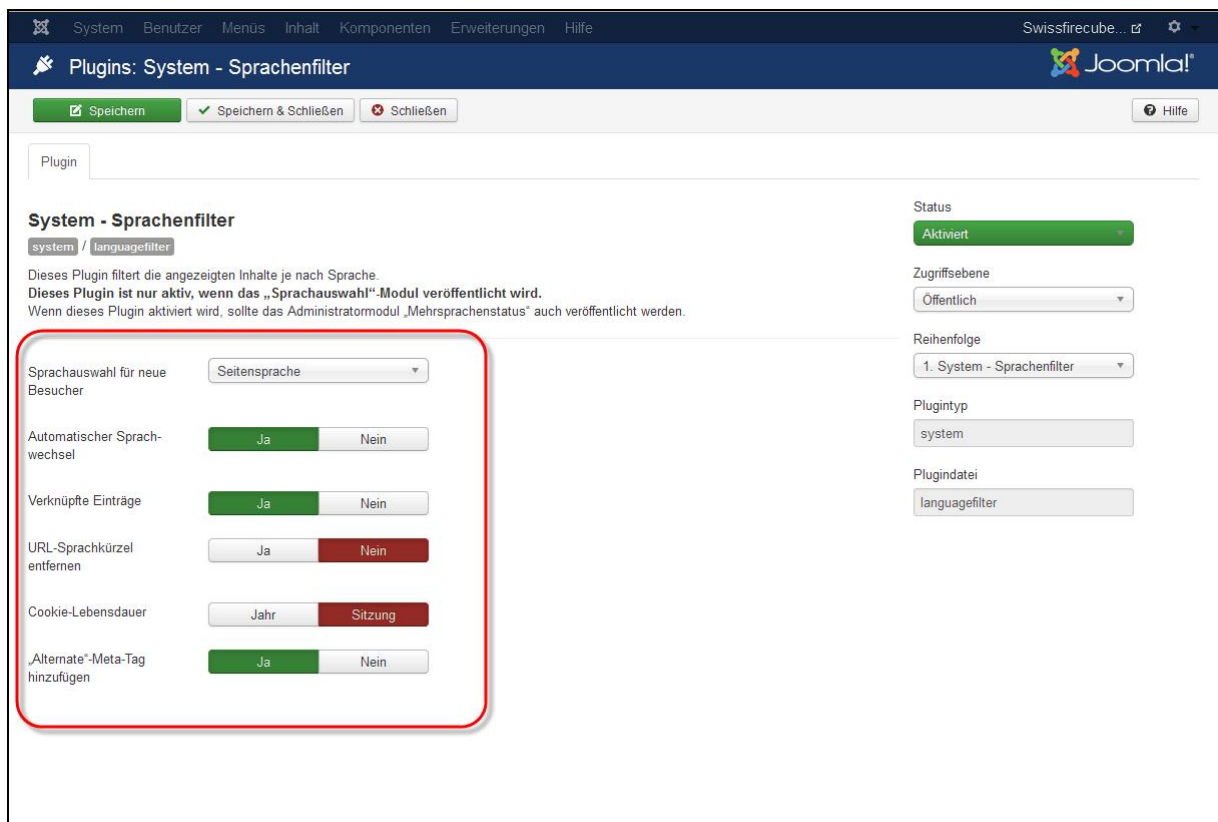 System Benutzer Menüs Inhalt Komponenten Erweiterungen Hilfe Swissfirecube...
Plugins: System - Sprachenfilter
Joomla!®
Speichern Speichern & Schließen Schließen Hilfe
Plugin
System - Sprachenfilter
system / languagefilter
Dieses Plugin filtert die angezeigten Inhalte je nach Sprache.
Dieses Plugin ist nur aktiv, wenn das „Sprachauswahl“-Modul veröffentlicht wird.
Wenn dieses Plugin aktiviert wird, sollte das Administratormodul „Mehrsprachenstatus“ auch veröffentlicht werden.
Sprachauswahl für neue
Besucher
Seitensprache
Automatischer Sprach-
wechsel
Ja Nein
Verknüpfte Einträge
Ja Nein
URL-Sprachkürzel
entfernen
Ja Nein
Cookie-Lebensdauer
Jahr Sitzung
„Alternate“-Meta-Tag
hinzufügen
Ja Nein
Status
Aktiviert
Zugriffsebene
Öffentlich
Reihenfolge
1. System - Sprachenfilter
Plugintyp
system
Plugindatei
languagefilter